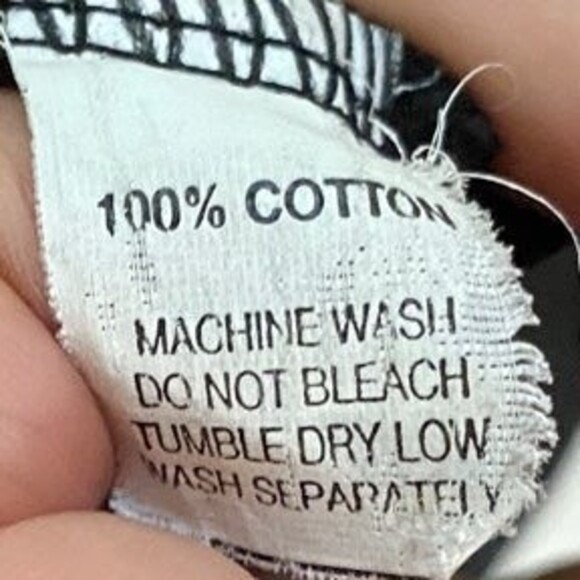 100% COTTON
MACHINE WASH
DO NOT BLEACH
TUMBLE DRY LOW
WASH SEPARATELY